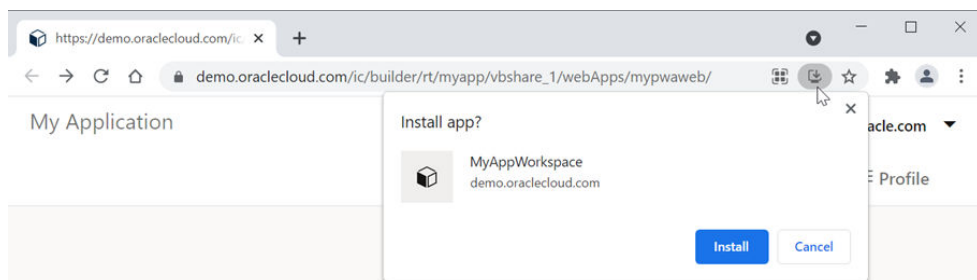 https://demo.oraclecloud.com/ic
demo.oraclecloud.com/ic/builder/rt/myapp/vbshare_1/webApps/mypwaweb/
My Application
Install app?
acle.com
MyAppWorkspace
demo.oraclecloud.com
Profile
Install
Cancel